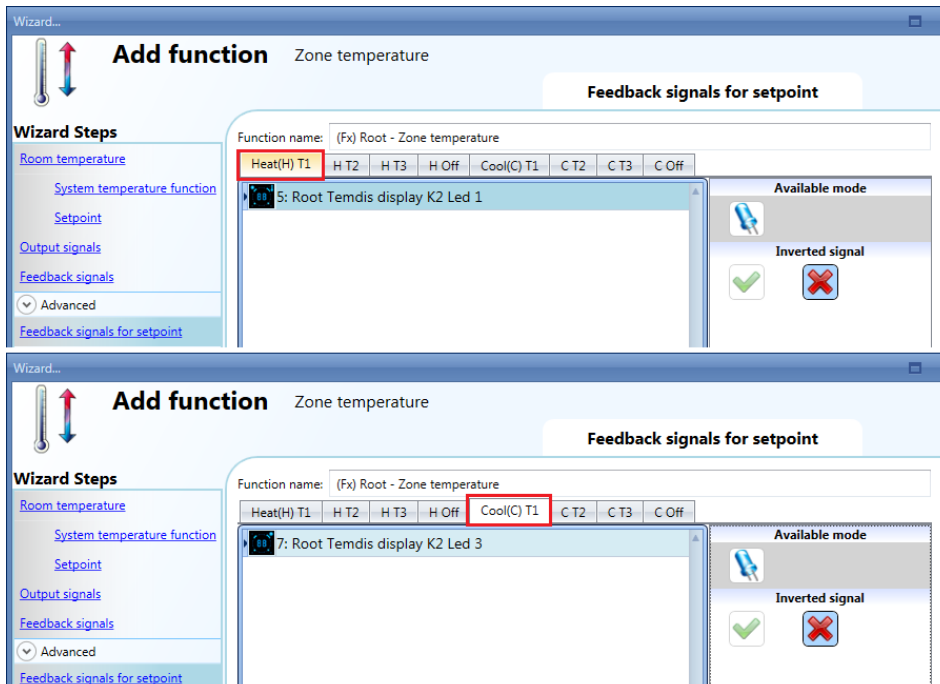 Wizard...
Add function Zone temperature
Feedback signals for setpoint
Wizard Steps
Function name: (Fx) Root - Zone temperature
Room temperature
Heat(H) T1 H T2 H T3 H Off Cool(C) T1 C T2 C T3 C Off
System temperature function
5: Root Temdis display K2 Led 1
Available mode
Setpoint
Output signals
Inverted signal
Feedback signals
Advanced
Feedback signals for setpoint
Wizard...
Add function Zone temperature
Feedback signals for setpoint
Wizard Steps
Function name: (Fx) Root - Zone temperature
Room temperature
Heat(H) T1 H T2 H T3 H Off Cool(C) T1 C T2 C T3 C Off
System temperature function
7: Root Temdis display K2 Led 3
Available mode
Setpoint
Output signals
Inverted signal
Feedback signals
Advanced
Feedback signals for setpoint